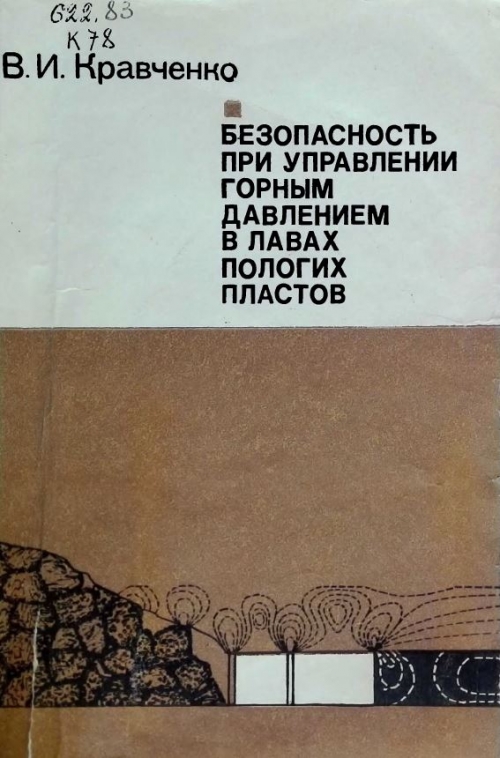 622.83
К78
В. И. Кравченко
БЕЗОПАСНОСТЬ
ПРИ УПРАВЛЕНИИ
ГОРНЫМ
ДАВЛЕНИЕМ
В ЛАВАХ
ПОЛОГИХ
ПЛАСТОВ